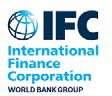 IFC
International
Finance
Corporation
WORLD BANK GROUP